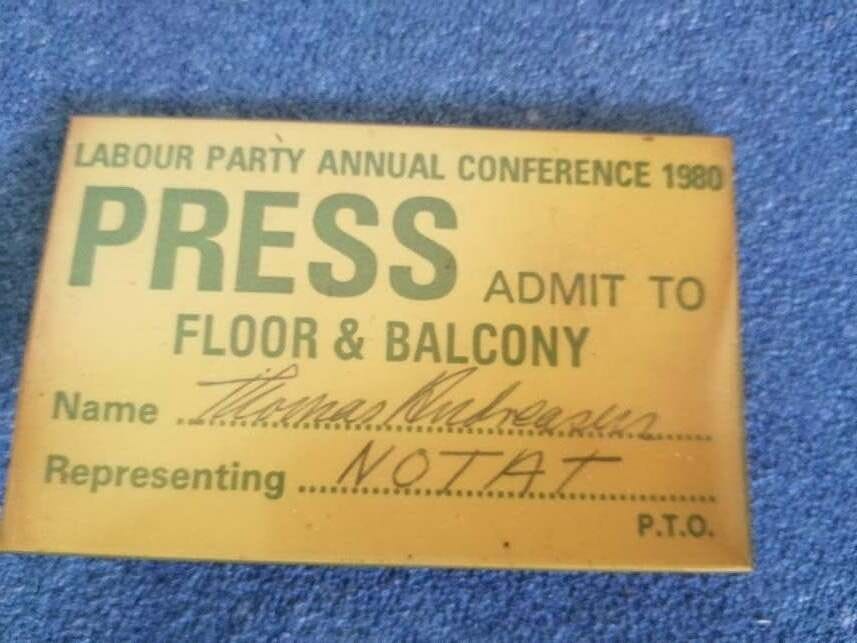 LABOUR PARTY ANNUAL CONFERENCE 1980
PRESS ADMIT TO
FLOOR & BALCONY
Name Thomas Andreasen
Representing NOTAT
P.T.O.